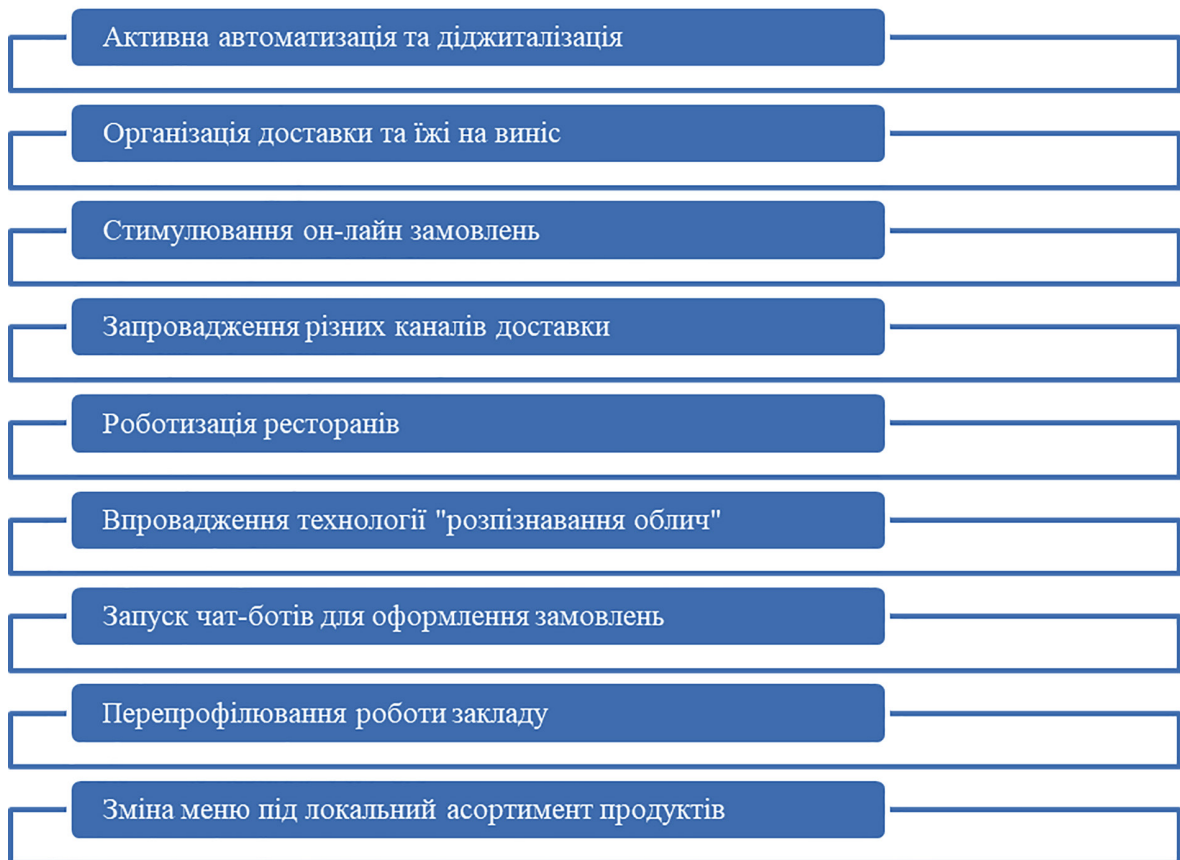 Активна автоматизація та діджиталізація
Організація доставки та їжі на виніс
Стимулювання он-лайн замовлень
Запровадження різних каналів доставки
Роботизація ресторанів
Впровадження технології "розпізнавання облич"
Запуск чат-ботів для оформлення замовлень
Перепрофілювання роботи закладу
Зміна меню під локальний асортимент продуктів